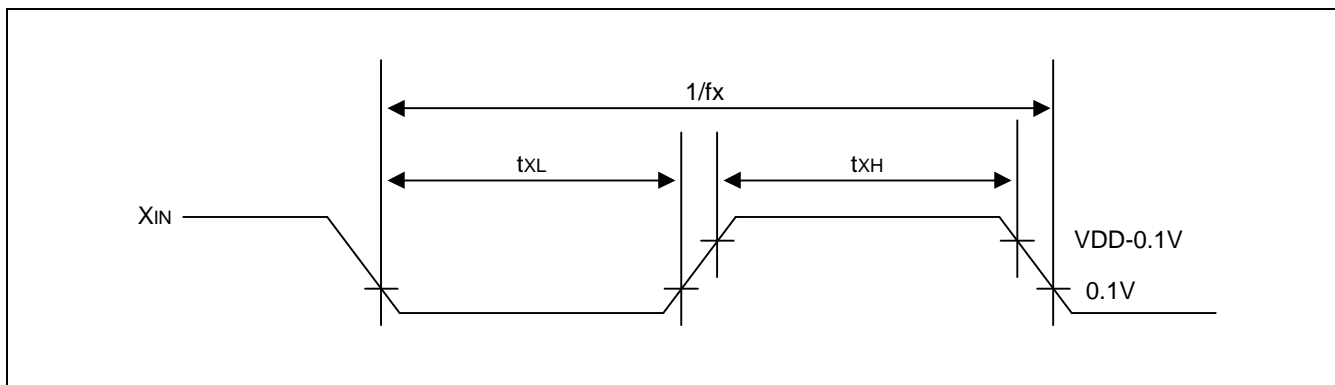 1/fx
tXL
tXH
XIN
VDD-0.1V
0.1V